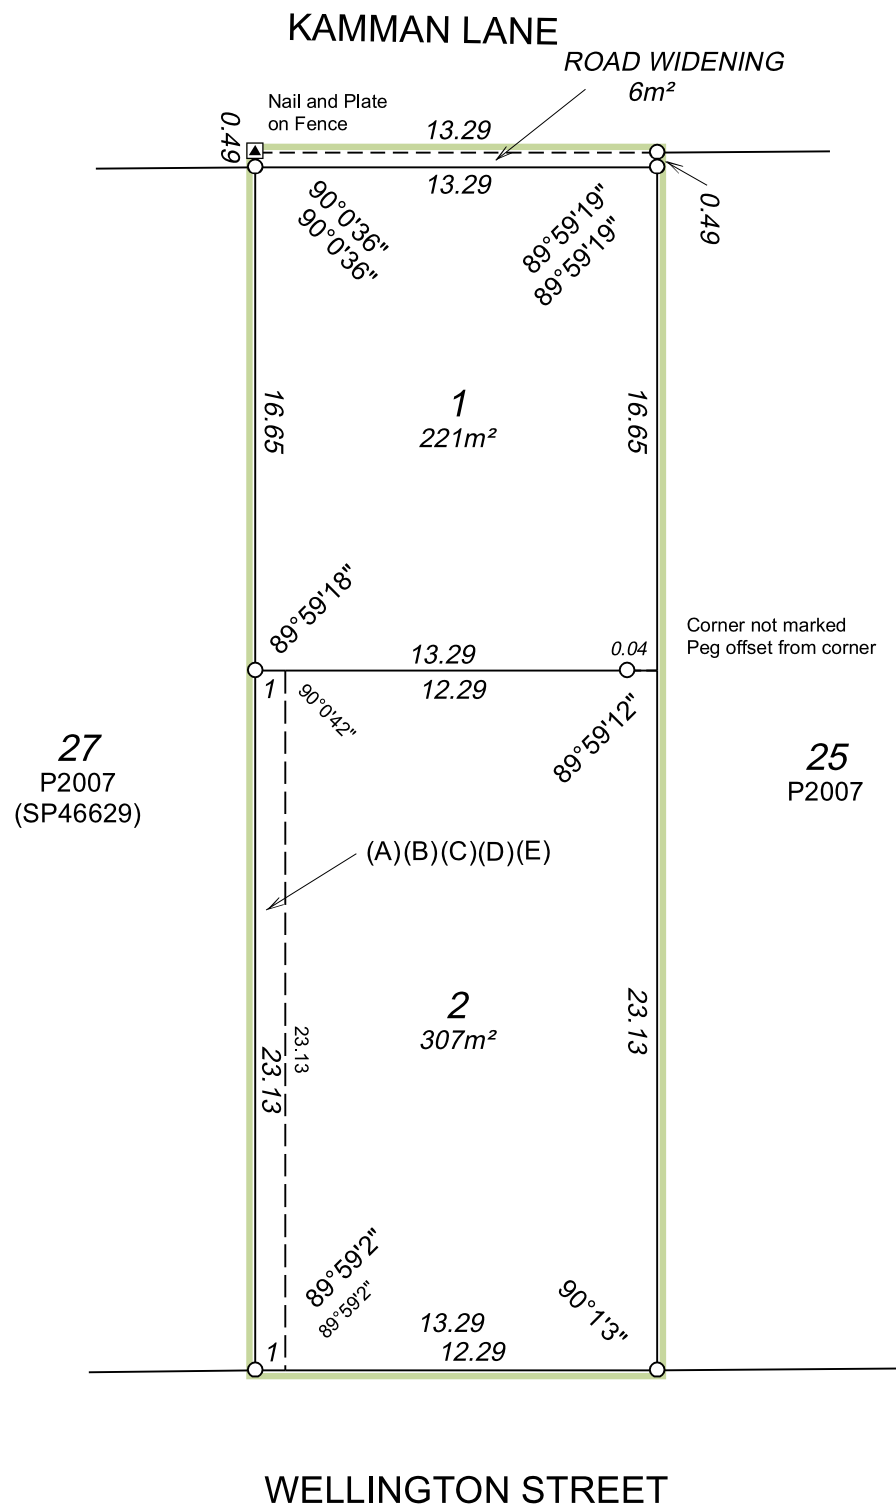 KAMMAN LANE
ROAD WIDENING
6m²
Nail and Plate
on Fence
0.49
13.29
13.29
0.49
90°0'36"
90°0'36"
89°59'19"
89°59'19"
1
221m²
16.65
16.65
89°59'18"
13.29
0.04
Corner not marked
Peg offset from corner
1
90°0'42"
12.29
89°59'12"
27
P2007
(SP46629)
25
P2007
(A)(B)(C)(D)(E)
2
307m²
23.13
23.13
23.13
89°59'2"
89°59'2"
90°1'3"
13.29
1
12.29
WELLINGTON STREET